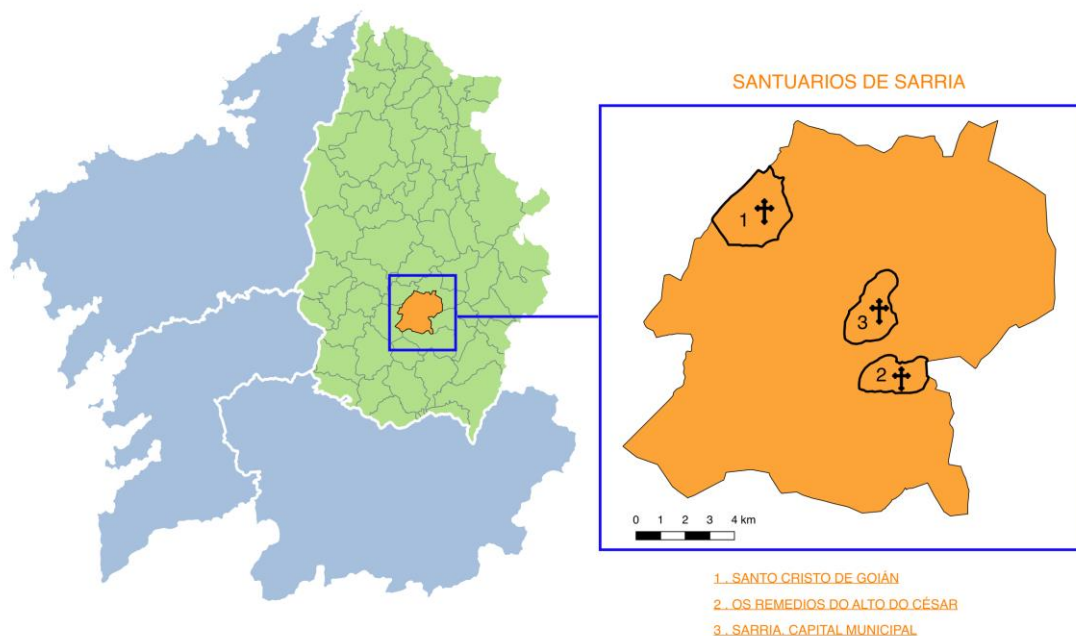 SANTUARIOS DE SARRIA
1
3
2
0 1 2 3 4 km
1 . SANTO CRISTO DE GOIÁN
2 . OS REMEDIOS DO ALTO DO CÉSAR
3 . SARRIA. CAPITAL MUNICIPAL